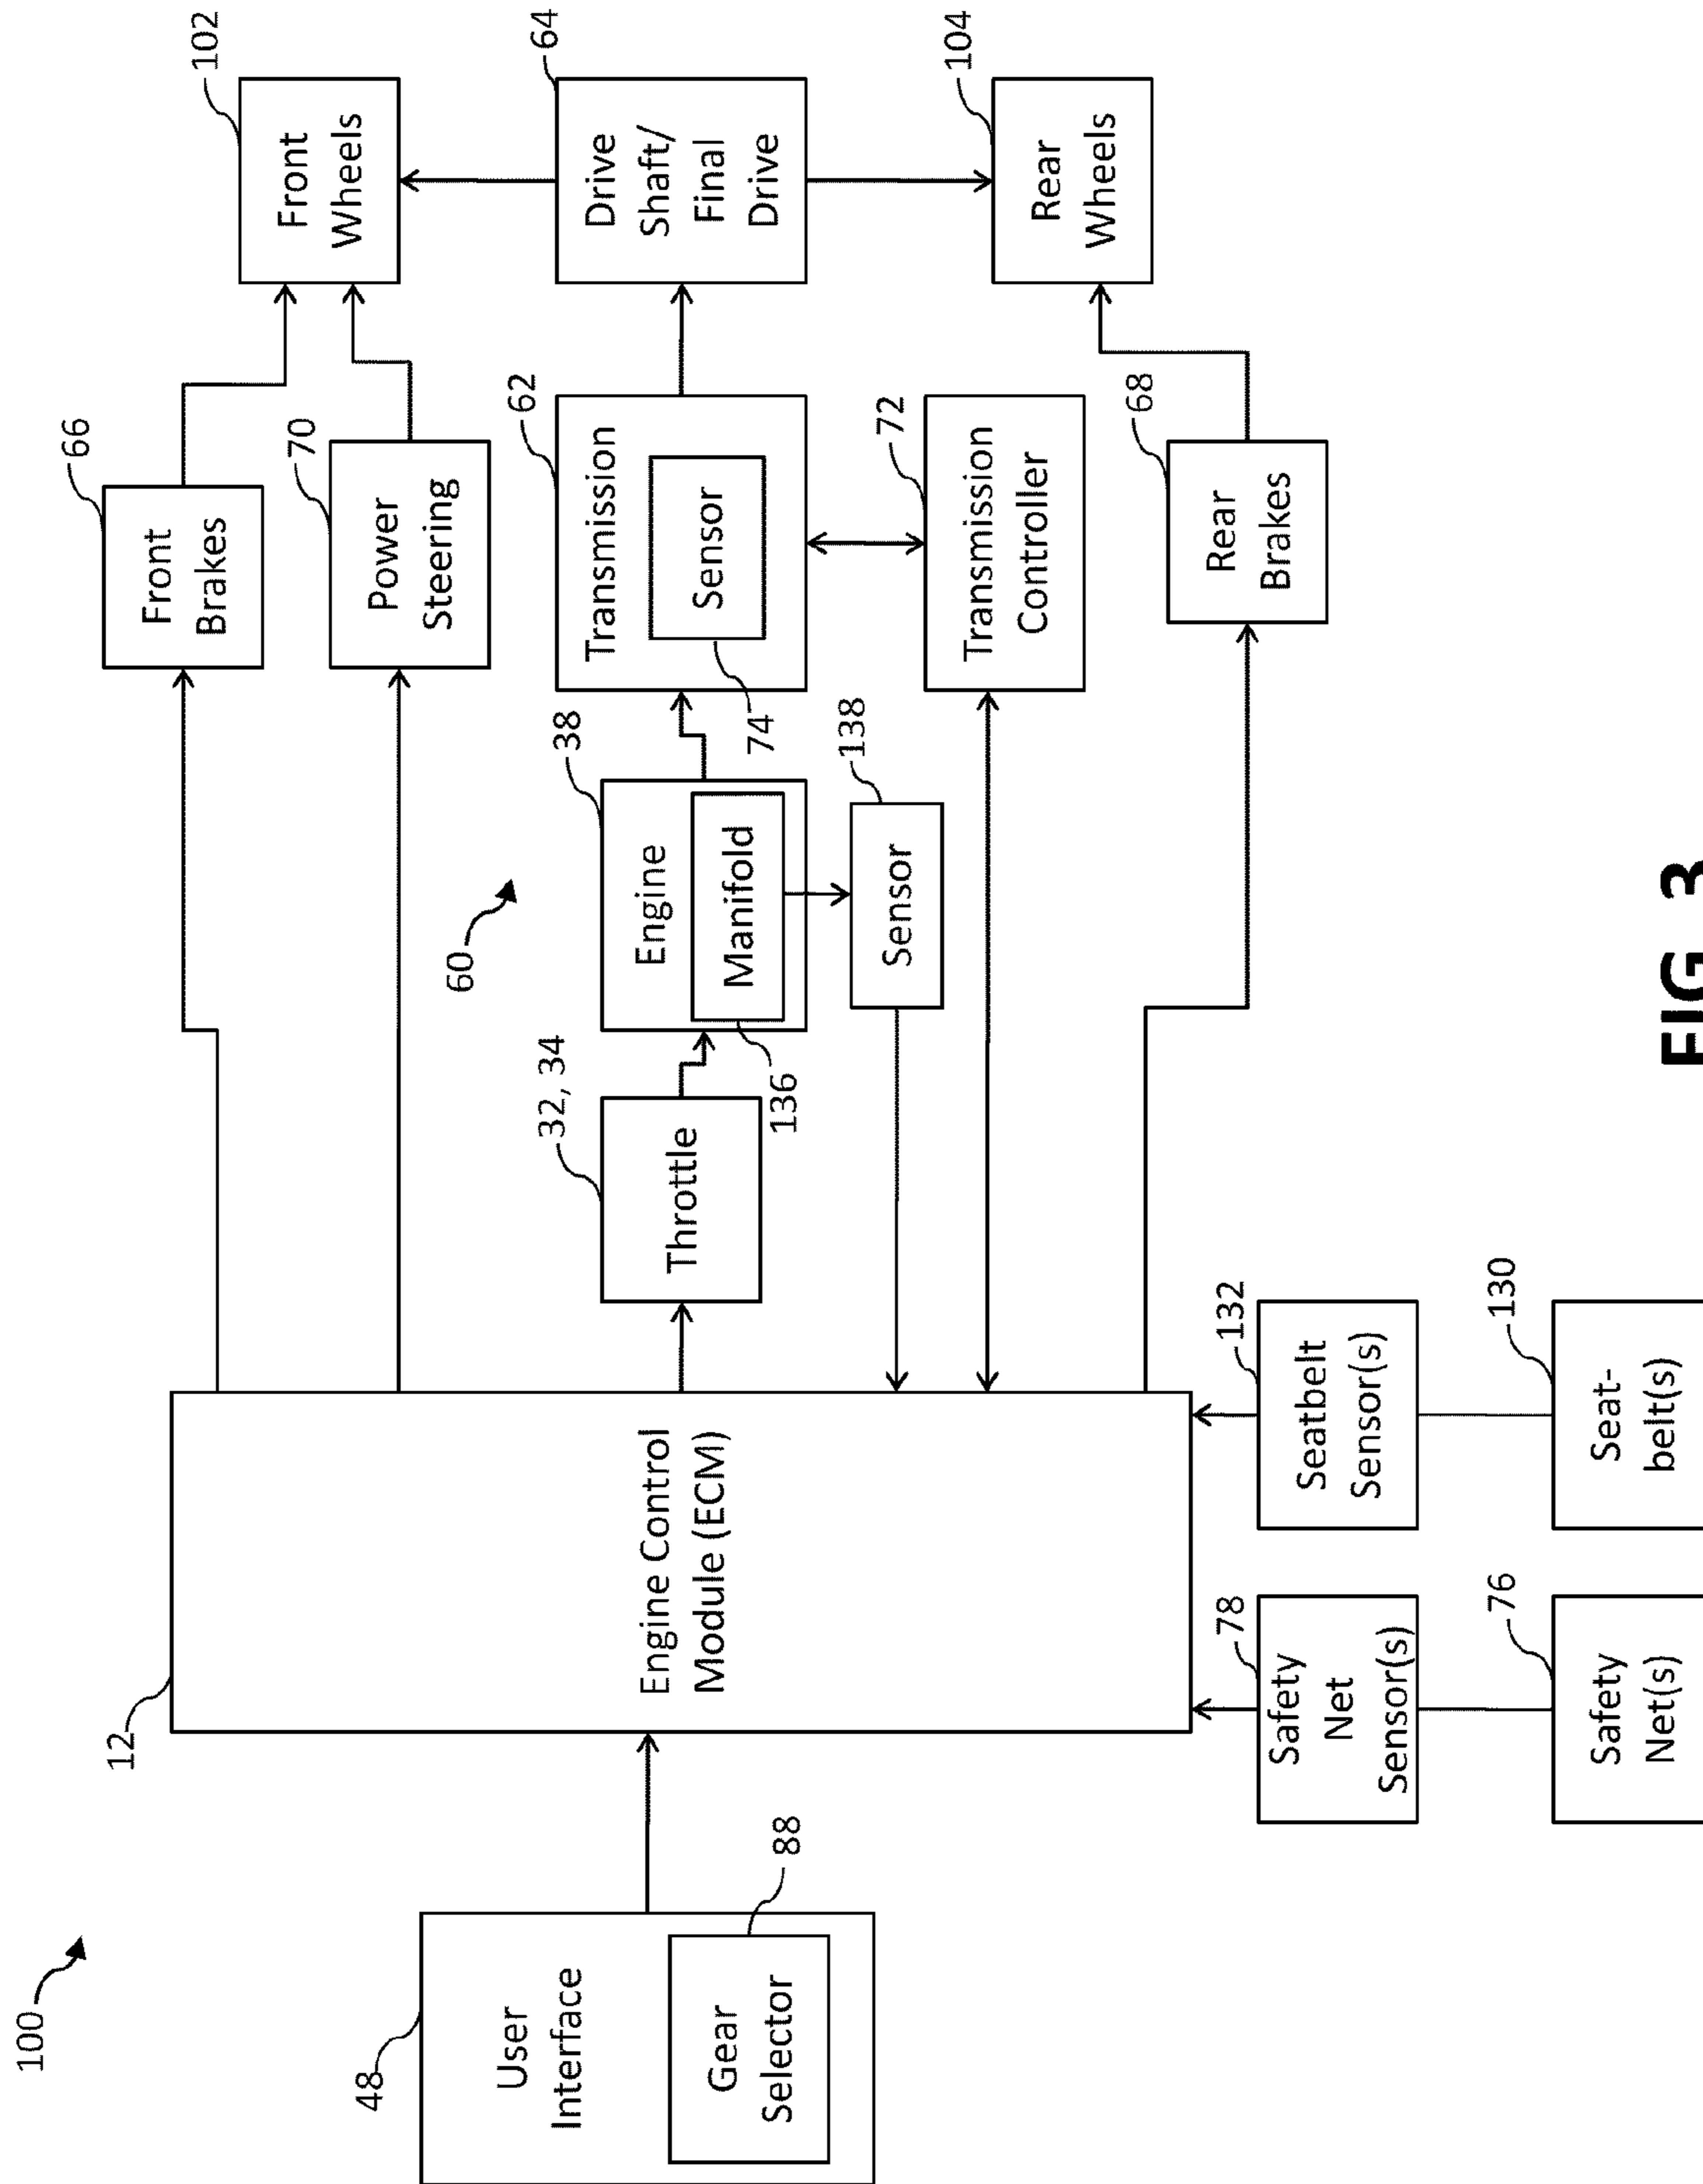 100
48
User
Interface
88
Gear
Selector
12
Engine Control
Module (ECM)
78
Safety
Net
Sensor(s)
76
Safety
Net(s)
132
Seatbelt
Sensor(s)
130
Seat-
belt(s)
32, 34
Throttle
60
38
Engine
Manifold
136
138
Sensor
66
Front
Brakes
70
Power
Steering
62
Transmission
Sensor
74
72
Transmission
Controller
68
Rear
Brakes
102
Front
Wheels
64
Drive
Shaft/
Final
Drive
104
Rear
Wheels
FIG. 3